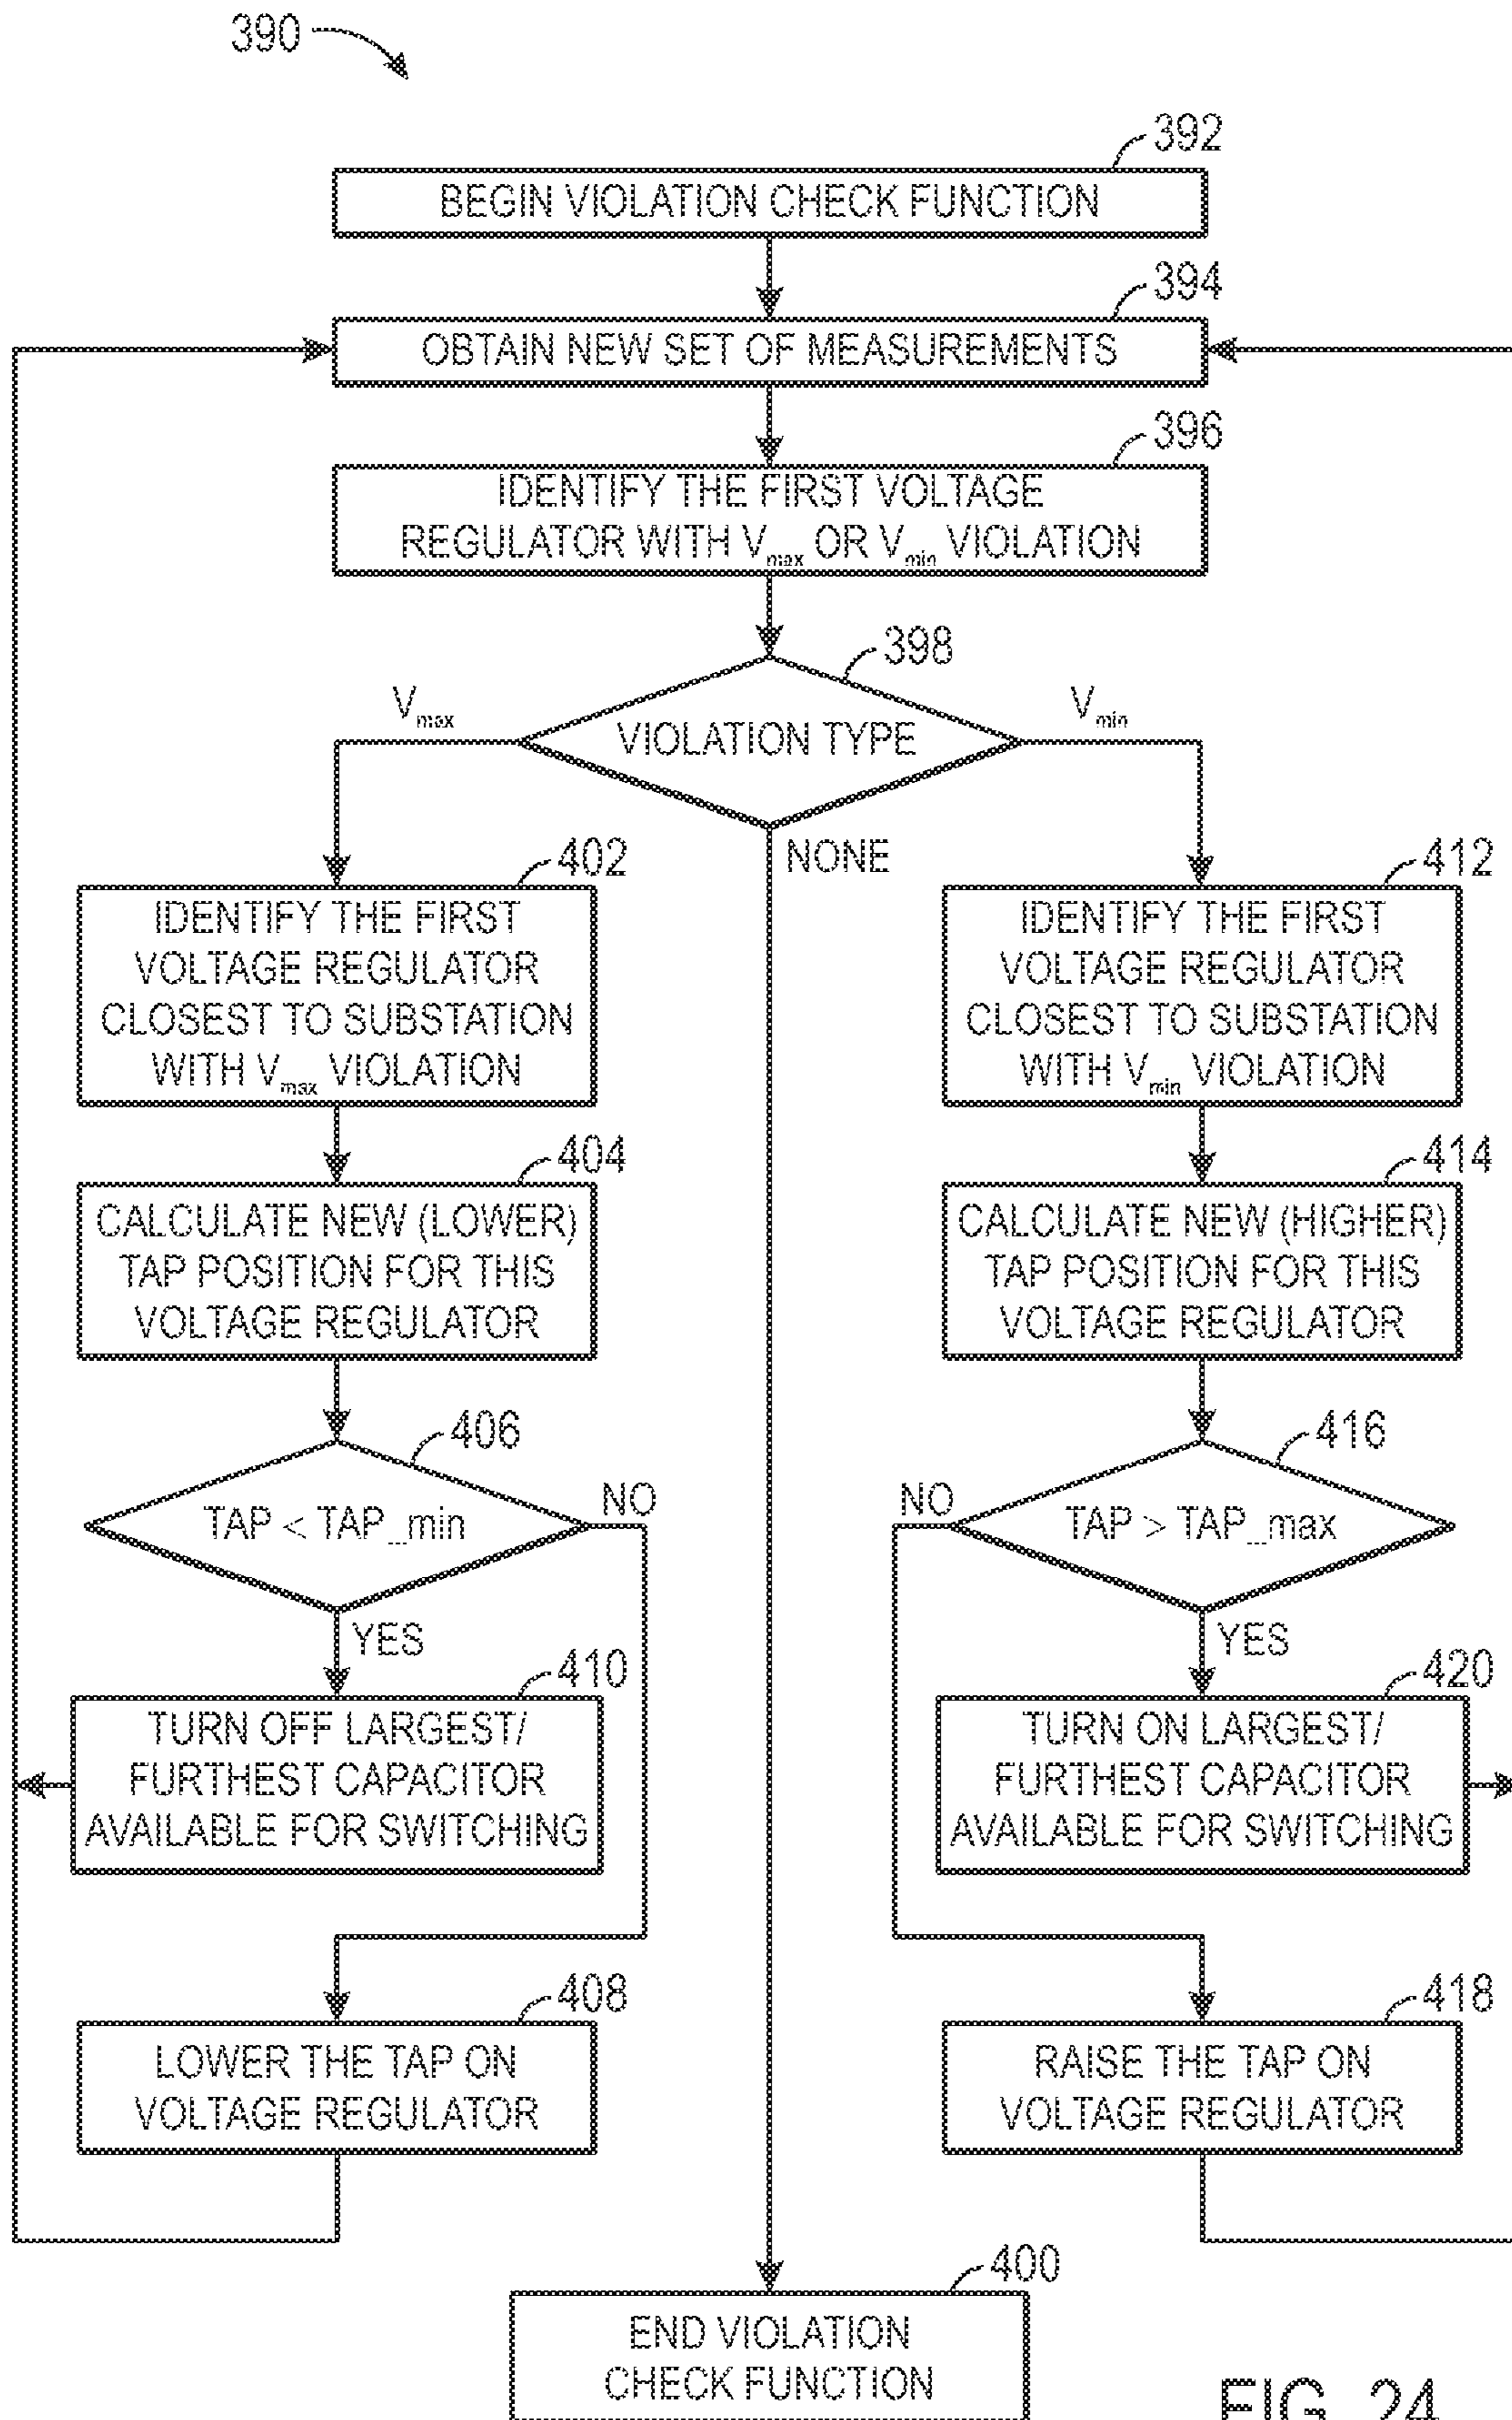 390
392
BEGIN VIOLATION CHECK FUNCTION
394
OBTAIN NEW SET OF MEASUREMENTS
396
IDENTIFY THE FIRST VOLTAGE
REGULATOR WITH Vmax OR Vmin VIOLATION
398
VIOLATION TYPE
Vmax
Vmin
NONE
402
IDENTIFY THE FIRST
VOLTAGE REGULATOR
CLOSEST TO SUBSTATION
WITH Vmax VIOLATION
404
CALCULATE NEW (LOWER)
TAP POSITION FOR THIS
VOLTAGE REGULATOR
406
TAP < TAP_min
NO
YES
410
TURN OFF LARGEST/
FURTHEST CAPACITOR
AVAILABLE FOR SWITCHING
408
LOWER THE TAP ON
VOLTAGE REGULATOR
412
IDENTIFY THE FIRST
VOLTAGE REGULATOR
CLOSEST TO SUBSTATION
WITH Vmin VIOLATION
414
CALCULATE NEW (HIGHER)
TAP POSITION FOR THIS
VOLTAGE REGULATOR
416
TAP > TAP_max
NO
YES
420
TURN ON LARGEST/
FURTHEST CAPACITOR
AVAILABLE FOR SWITCHING
418
RAISE THE TAP ON
VOLTAGE REGULATOR
400
END VIOLATION
CHECK FUNCTION
FIG. 24